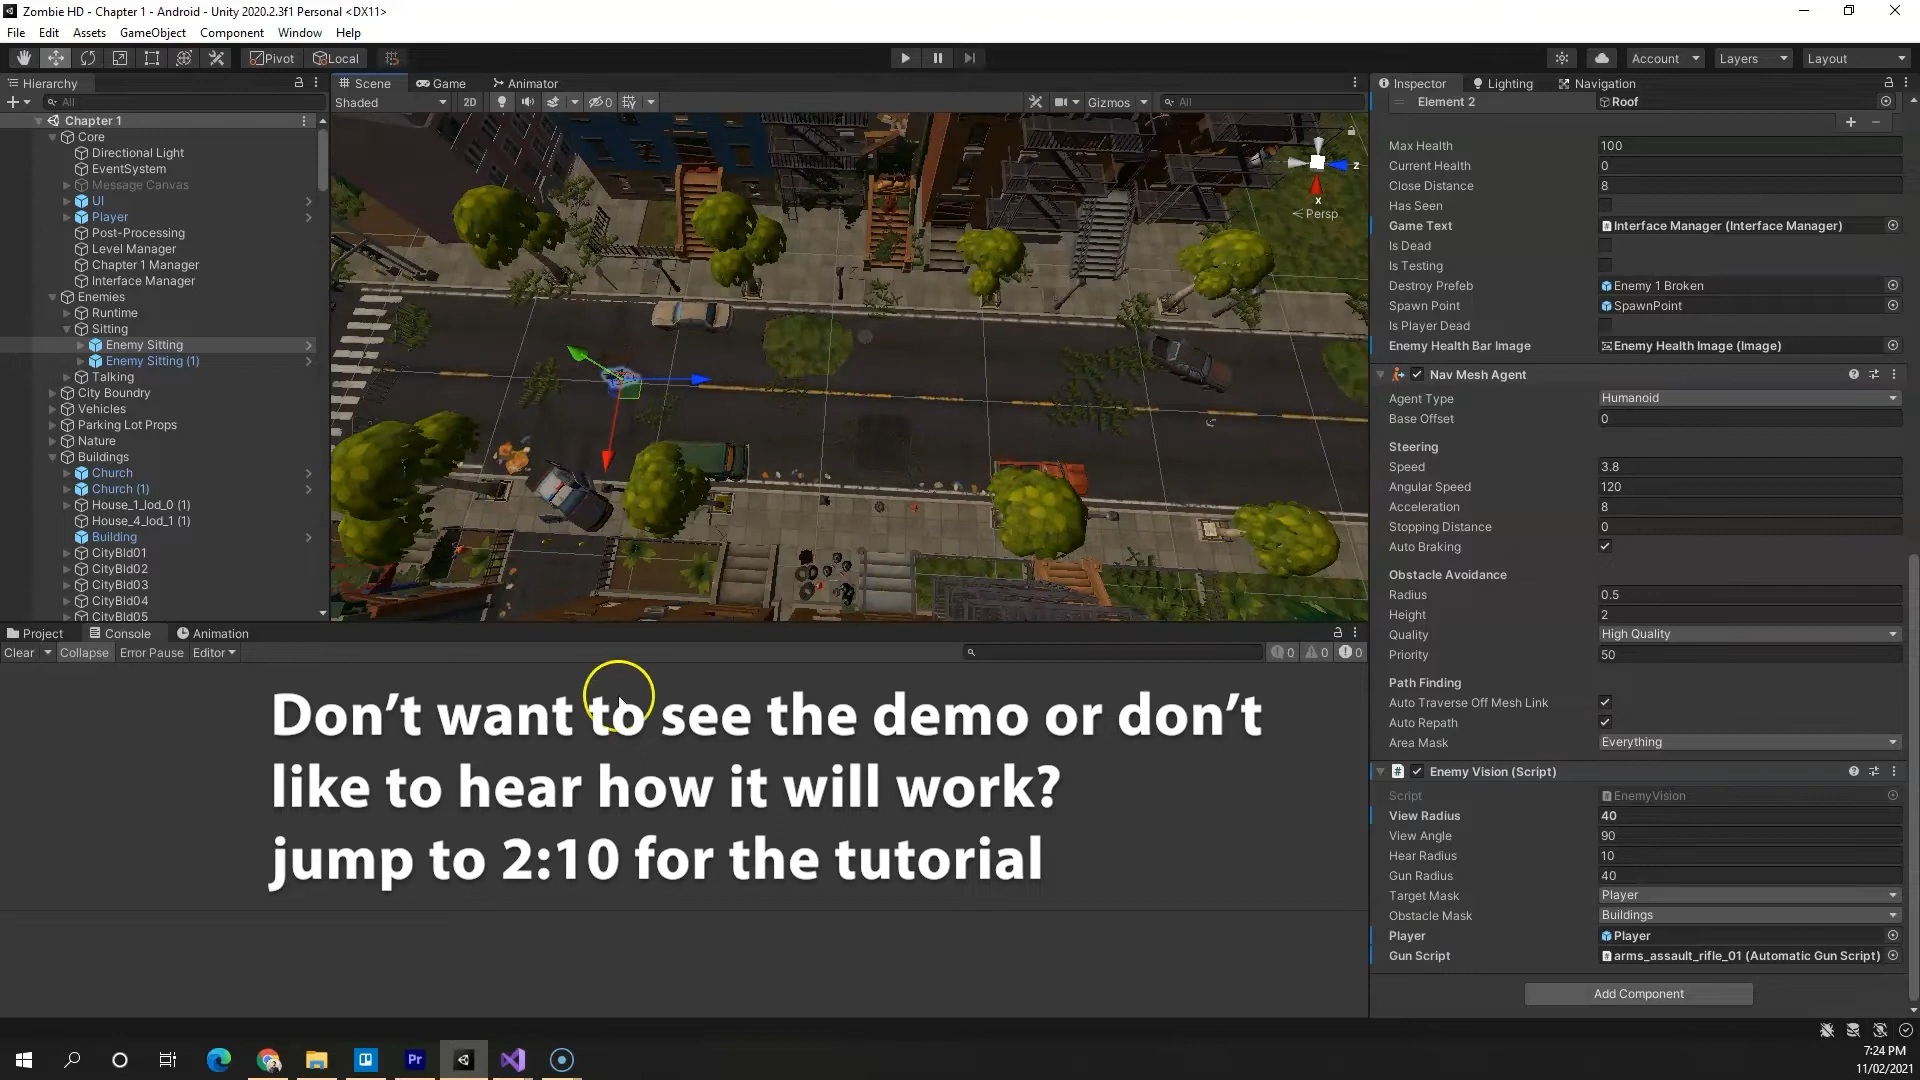 Zombie HD - Chapter 1 - Android - Unity 2020.2.3f1 Personal <DX11>
File Edit Assets GameObject Component Window Help
Pivot Local Account Layers Layout
Hierarchy
All
Chapter 1
Core
Directional Light
EventSystem
Message Canvas
UI
Player
Post-Processing
Level Manager
Chapter 1 Manager
Interface Manager
Enemies
Runtime
Sitting
Enemy Sitting
Enemy Sitting (1)
Talking
City Boundry
Vehicles
Parking Lot Props
Nature
Buildings
Church
Church (1)
House_1_lod_0 (1)
House_4_lod_1 (1)
Building
CityBld01
CityBld02
CityBld03
CityBld04
CityBld05
Scene Game Animator
Shaded 2D 0 Gizmos All
z
x
Persp
Project Console Animation
Clear Collapse Error Pause Editor 0 0 0
Don't want to see the demo or don't
like to hear how it will work?
jump to 2:10 for the tutorial
Inspector Lighting Navigation
Element 2 Roof
Max Health 100
Current Health 0
Close Distance 8
Has Seen
Game Text Interface Manager (Interface Manager)
Is Dead
Is Testing
Destroy Prefeb Enemy 1 Broken
Spawn Point SpawnPoint
Is Player Dead
Enemy Health Bar Image Enemy Health Image (Image)
Nav Mesh Agent
Agent Type Humanoid
Base Offset 0
Steering
Speed 3.8
Angular Speed 120
Acceleration 8
Stopping Distance 0
Auto Braking
Obstacle Avoidance
Radius 0.5
Height 2
Quality High Quality
Priority 50
Path Finding
Auto Traverse Off Mesh Link
Auto Repath
Area Mask Everything
Enemy Vision (Script)
Script EnemyVision
View Radius 40
View Angle 90
Hear Radius 10
Gun Radius 40
Target Mask Player
Obstacle Mask Buildings
Player Player
Gun Script arms_assault_rifle_01 (Automatic Gun Script)
Add Component
Pr
7:24 PM
11/02/2021